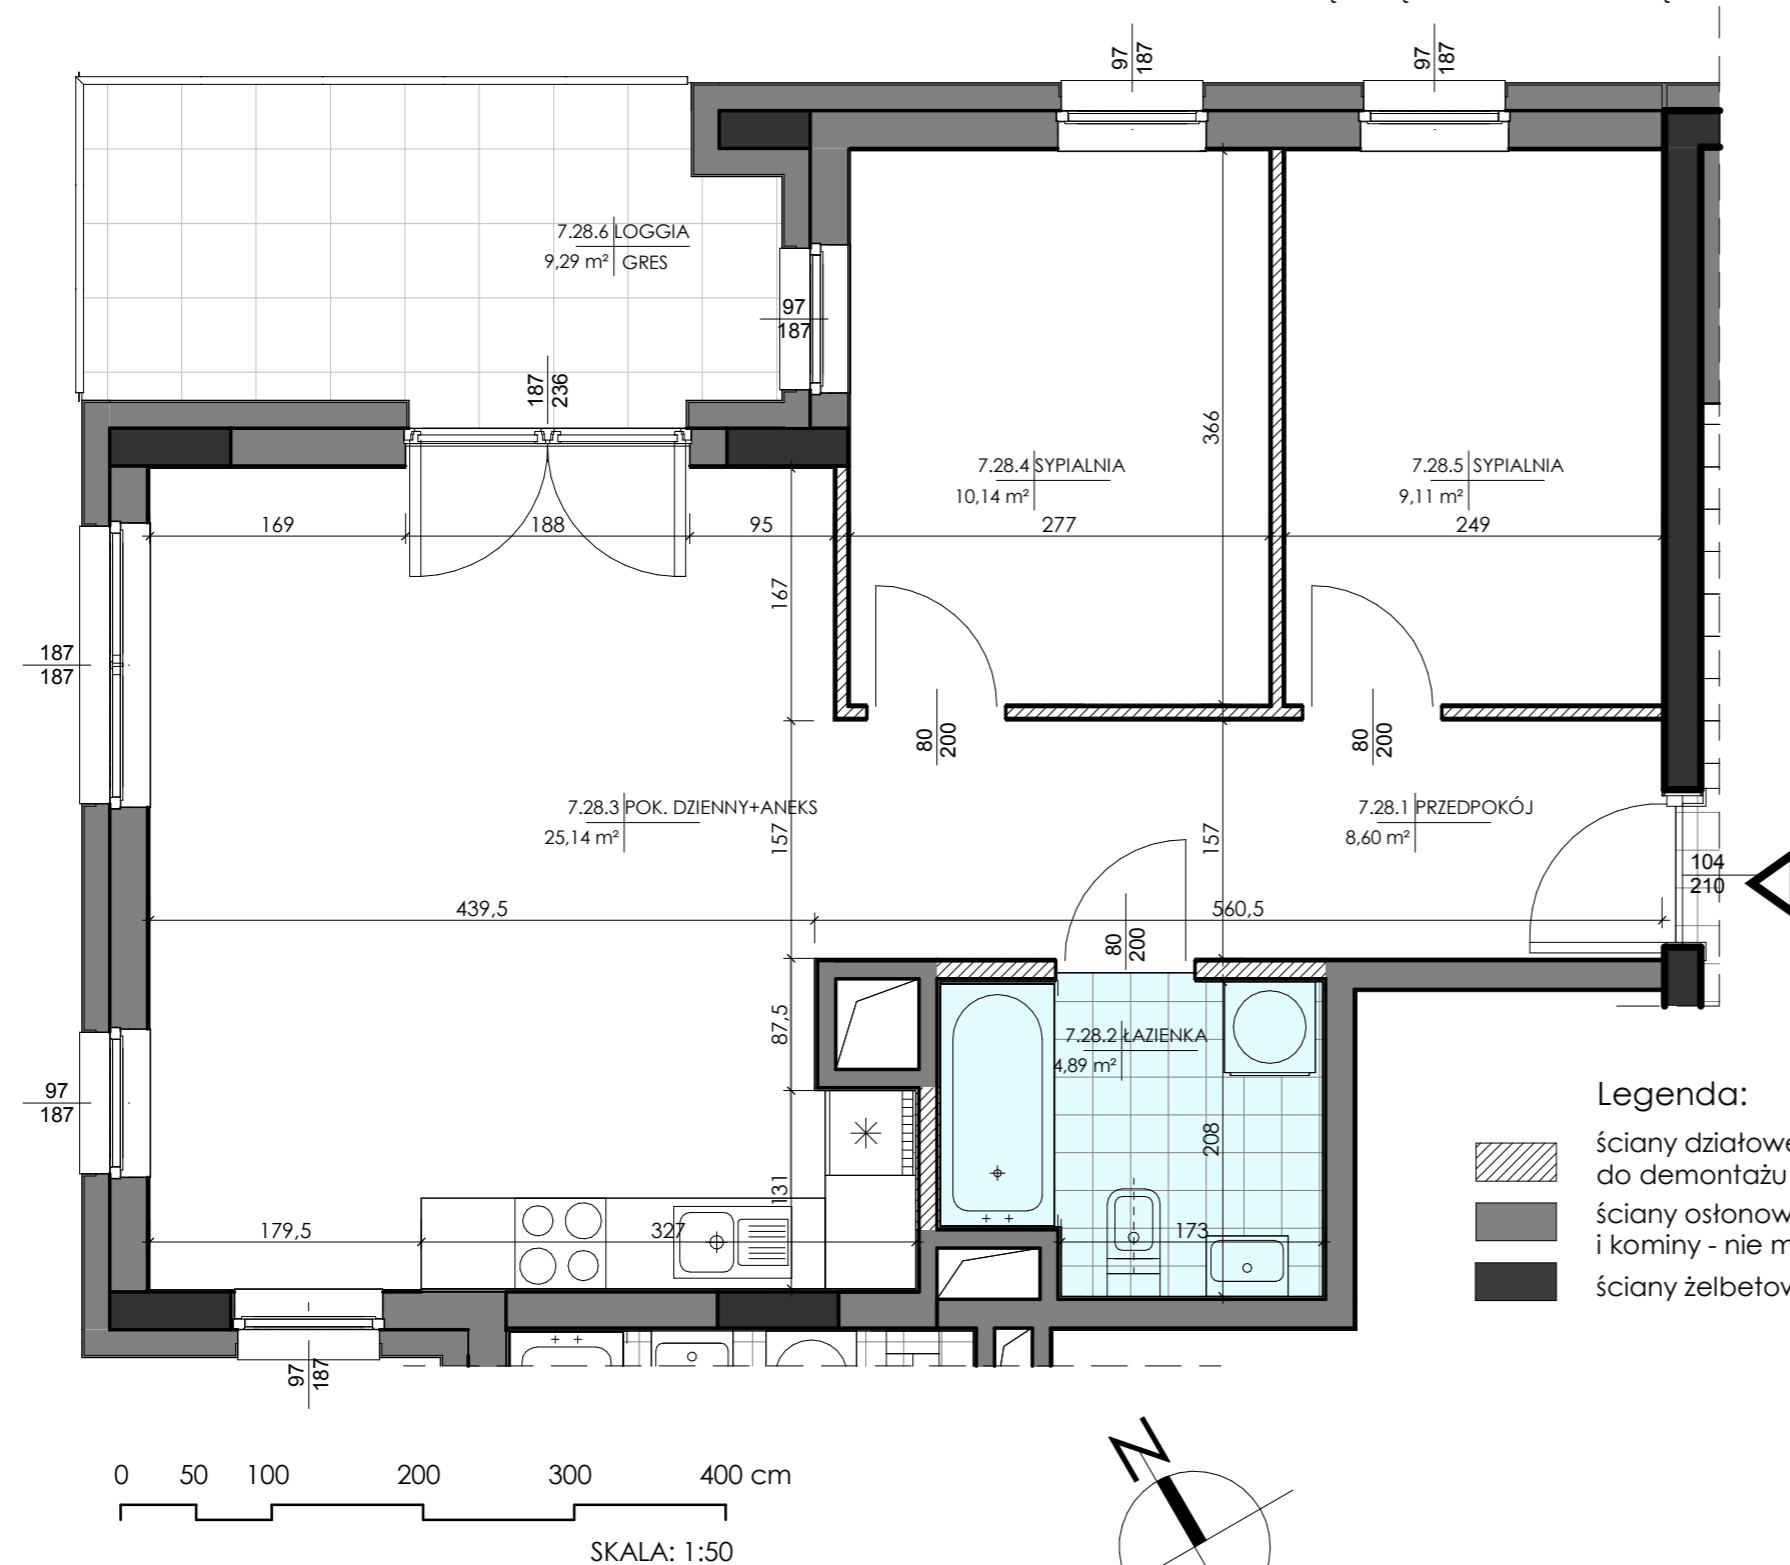 97
187
97
187
7.28.6 LOGGIA
9,29 m² GRES
97
187
187
236
366
7.28.4 SYPIALNIA
10,14 m²
7.28.5 SYPIALNIA
9,11 m²
169
188
95
277
249
167
187
187
80
200
80
200
7.28.3 POK. DZIENNY+ANEKS
25,14 m²
157
157
7.28.1 PRZEDPOKÓJ
8,60 m²
104
210
439,5
560,5
80
200
87,5
7.28.2 ŁAZIENKA
4,89 m²
97
187
208
131
179,5
327
173
97
187
Legenda:
ściany działowe
do demontażu
ściany osłonow
i kominy - nie m
ściany żelbetow
N
0 50 100 200 300 400 cm
SKALA: 1:50